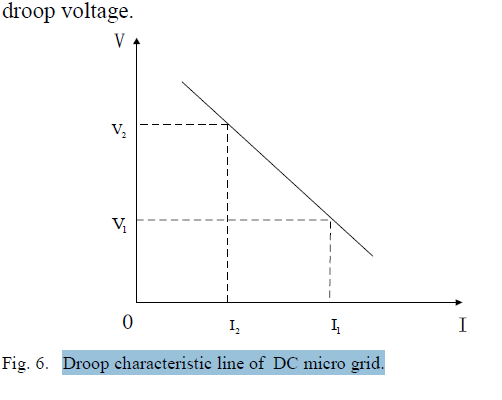 droop voltage.
V
V₂
V₁
0
I₂
I₁
I
Fig. 6. Droop characteristic line of DC micro grid.